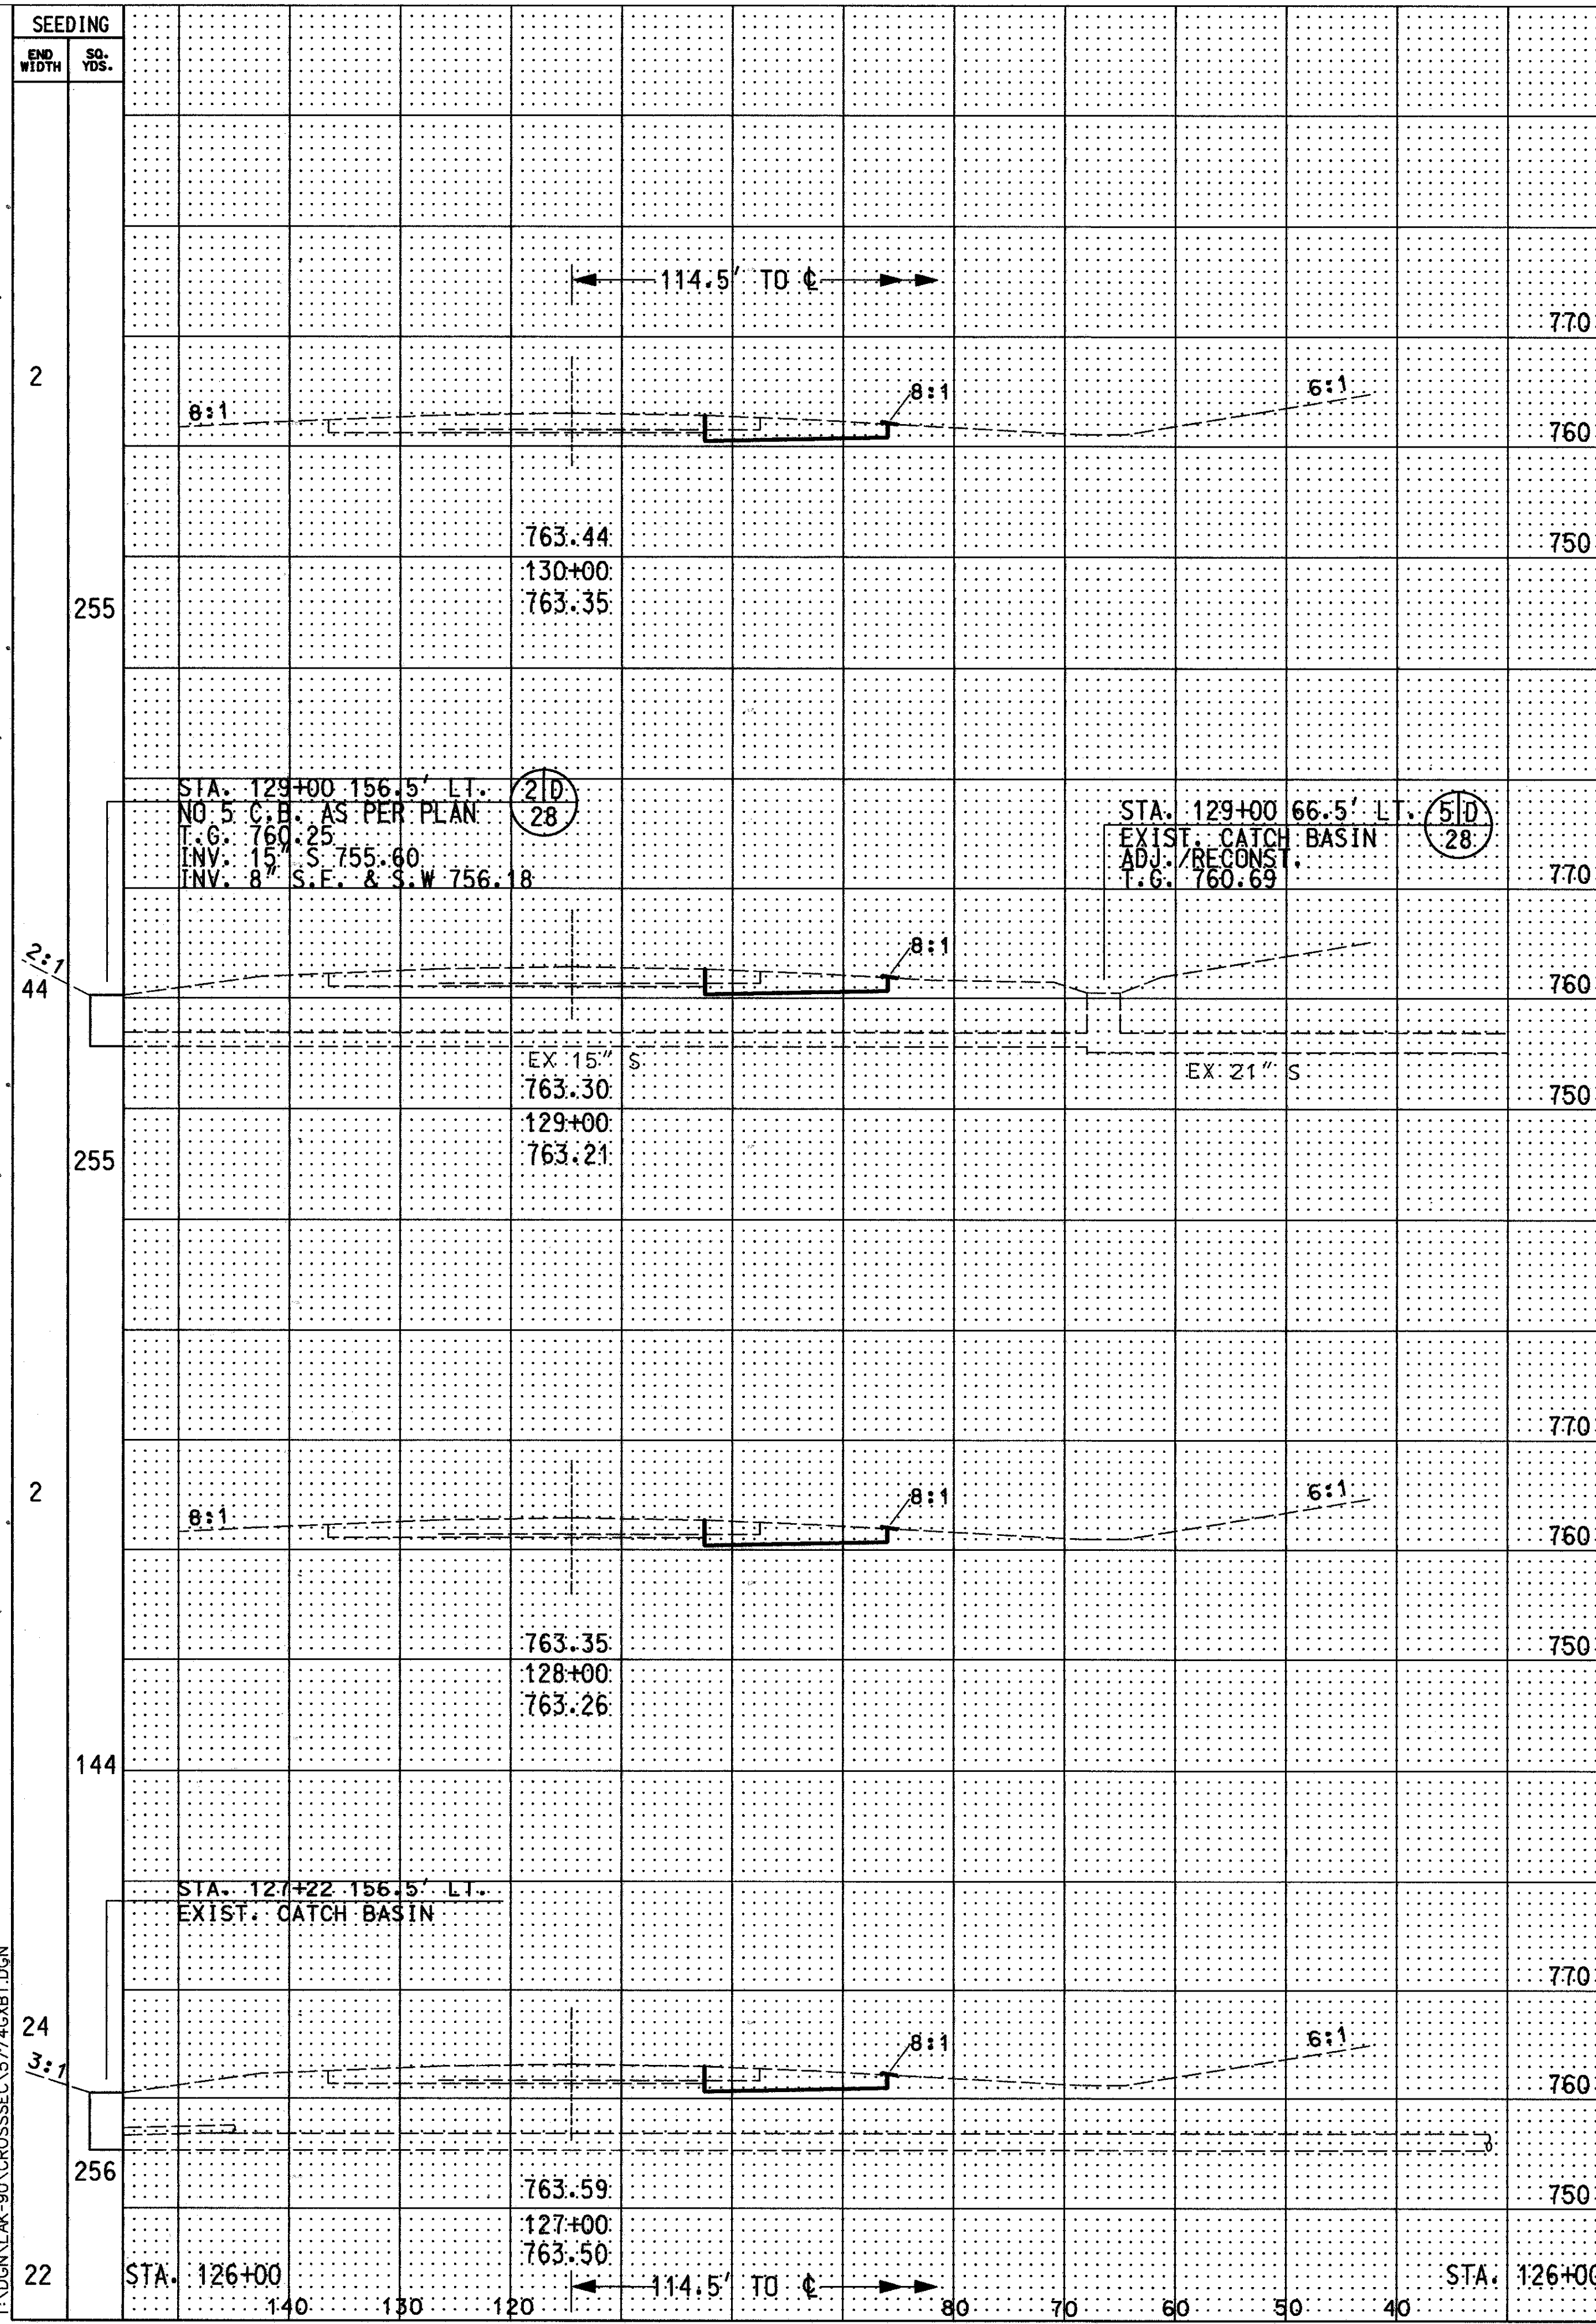 SEEDING
END WIDTH
SQ. YDS.
114.5' TO ℄
770
2
8:1
8:1
6:1
760
763.44
750
130+00
763.35
255
STA. 129+00 156.5' LT.
NO 5 C.B. AS PER PLAN
T.G. 760.25
INV. 15" S 755.60
INV. 8" S.E. & S.W 756.18
2 D
28
STA. 129+00 66.5' LT.
EXIST. CATCH BASIN
ADJ./RECONST.
T.G. 760.69
5 D
28
770
2:1
8:1
44
760
EX 15" S
EX 21" S
763.30
750
129+00
763.21
255
770
2
8:1
8:1
6:1
760
763.35
750
128+00
763.26
144
STA. 127+22 156.5' LT.
EXIST. CATCH BASIN
770
24
3:1
8:1
6:1
760
256
763.59
750
127+00
763.50
22
STA. 126+00
114.5' TO ℄
STA. 126+00
140
130
120
80
70
60
50
40